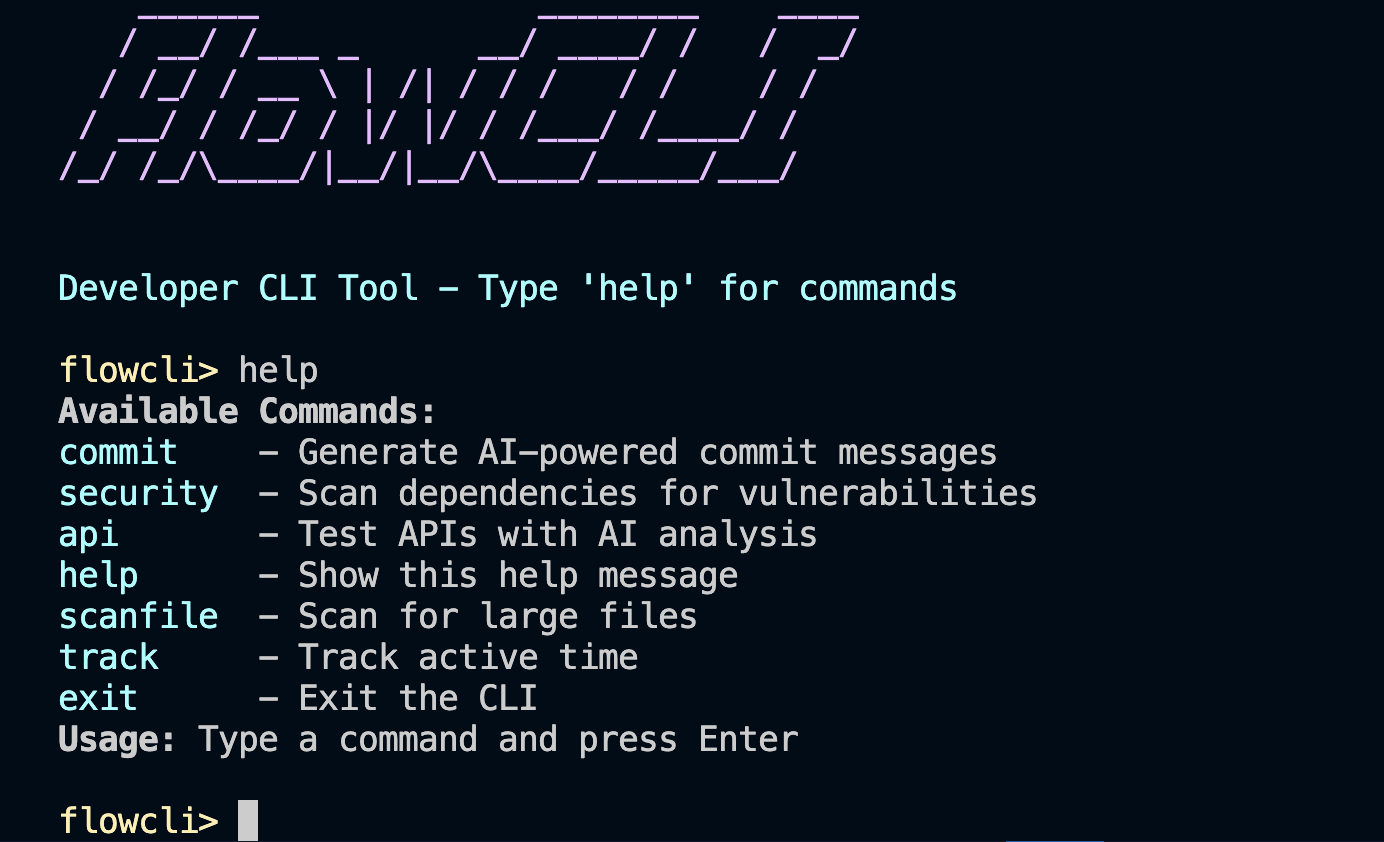 FlowCLI
Developer CLI Tool - Type 'help' for commands
flowcli> help
Available Commands:
commit    - Generate AI-powered commit messages
security  - Scan dependencies for vulnerabilities
api       - Test APIs with AI analysis
help      - Show this help message
scanfile  - Scan for large files
track     - Track active time
exit      - Exit the CLI
Usage: Type a command and press Enter
flowcli>